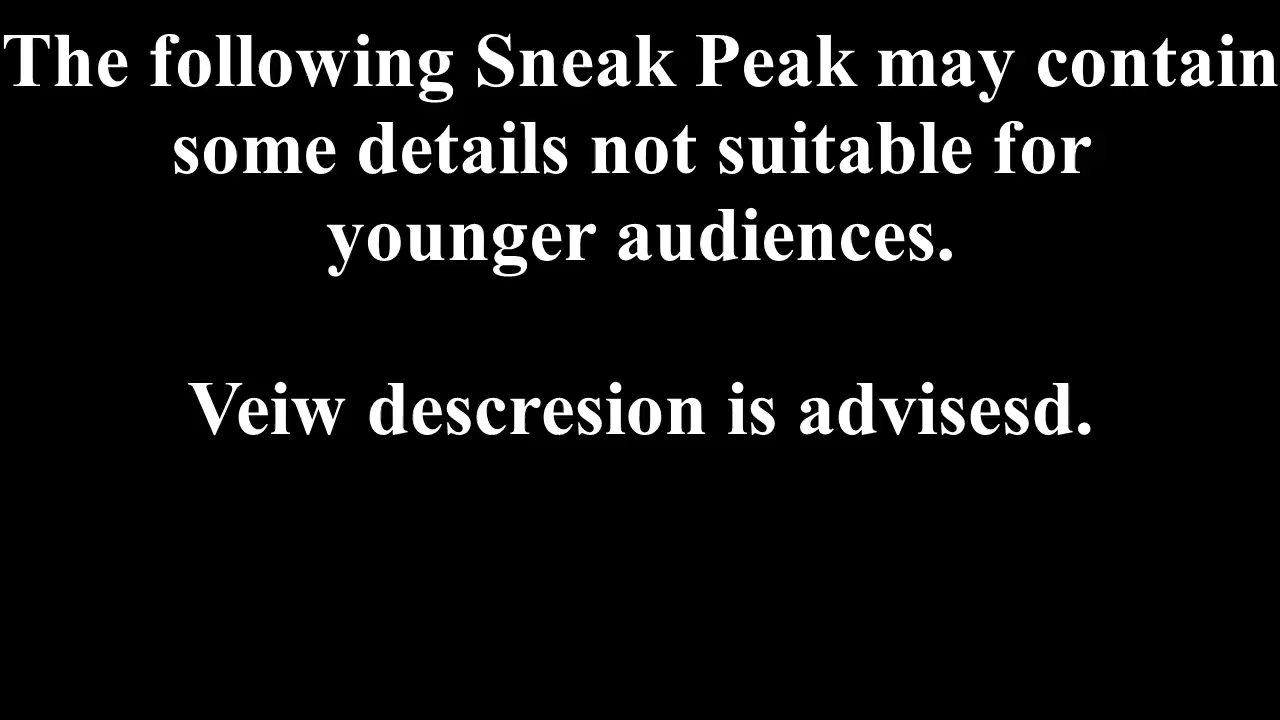 The following Sneak Peak may contain
some details not suitable for
younger audiences.
Veiw descresion is advisesd.